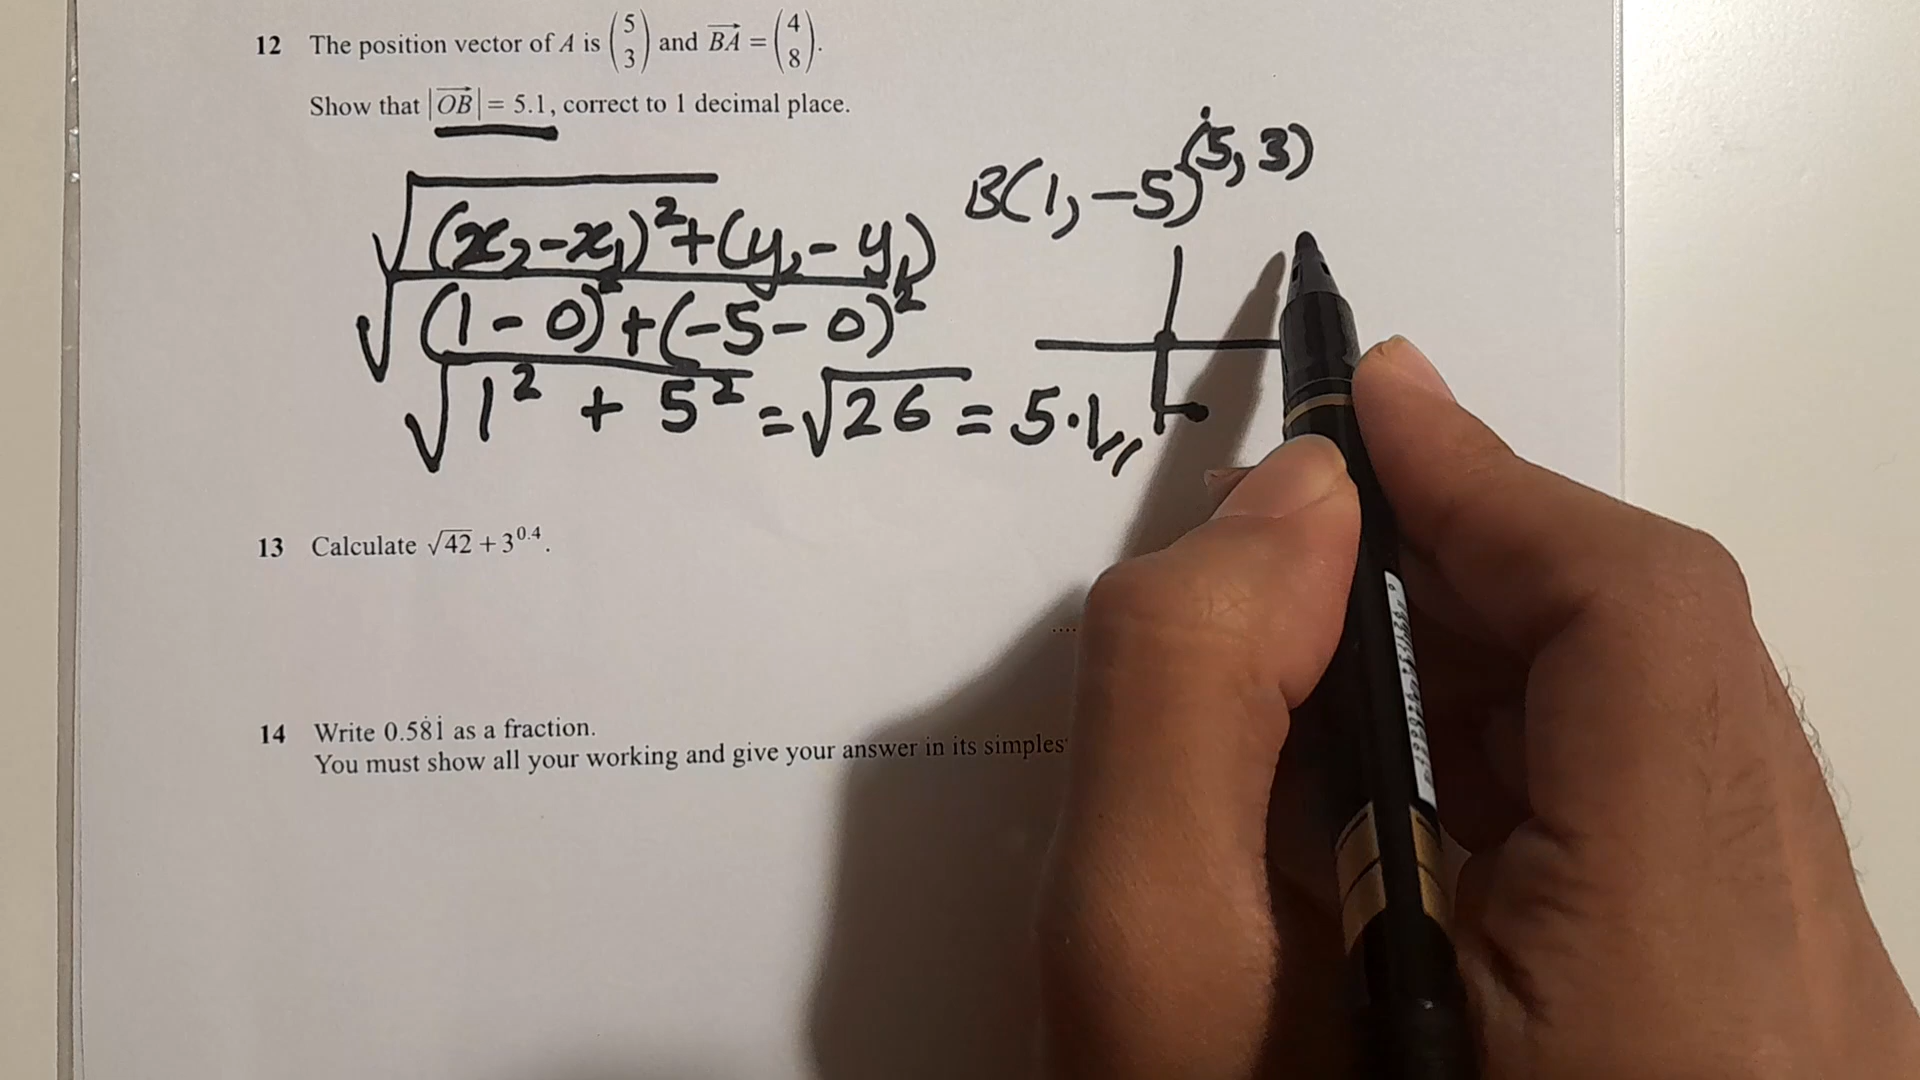 12 The position vector of A is (5 3) and BA = (4 8).
Show that |OB| = 5.1, correct to 1 decimal place.
B(1, -5) (5, 3)
√(x₂-x₁)²+(y₂-y₁)²
√(1-0)²+(-5-0)²
√1² + 5² = √26 = 5.1
13 Calculate √42 + 3^0.4.
14 Write 0.58̇1̇ as a fraction.
You must show all your working and give your answer in its